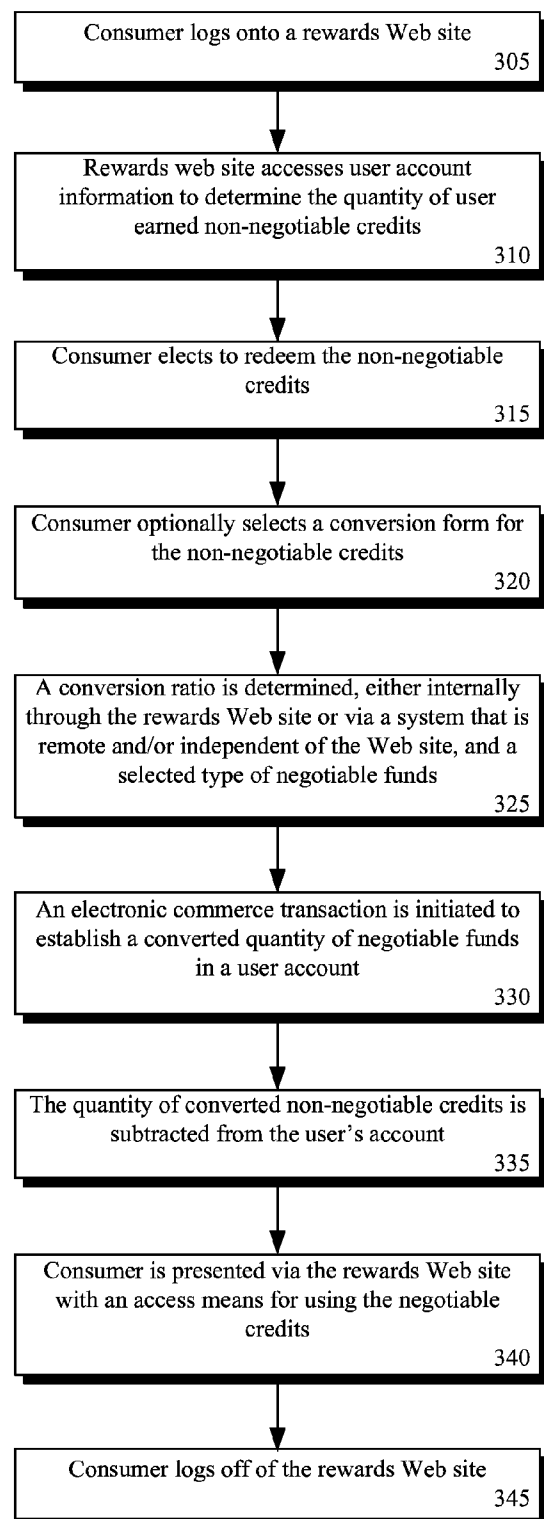 Consumer logs onto a rewards Web site
305
Rewards web site accesses user account
information to determine the quantity of user
earned non-negotiable credits
310
Consumer elects to redeem the non-negotiable
credits
315
Consumer optionally selects a conversion form for
the non-negotiable credits
320
A conversion ratio is determined, either internally
through the rewards Web site or via a system that is
remote and/or independent of the Web site, and a
selected type of negotiable funds
325
An electronic commerce transaction is initiated to
establish a converted quantity of negotiable funds
in a user account
330
The quantity of converted non-negotiable credits is
subtracted from the user's account
335
Consumer is presented via the rewards Web site
with an access means for using the negotiable
credits
340
Consumer logs off of the rewards Web site
345